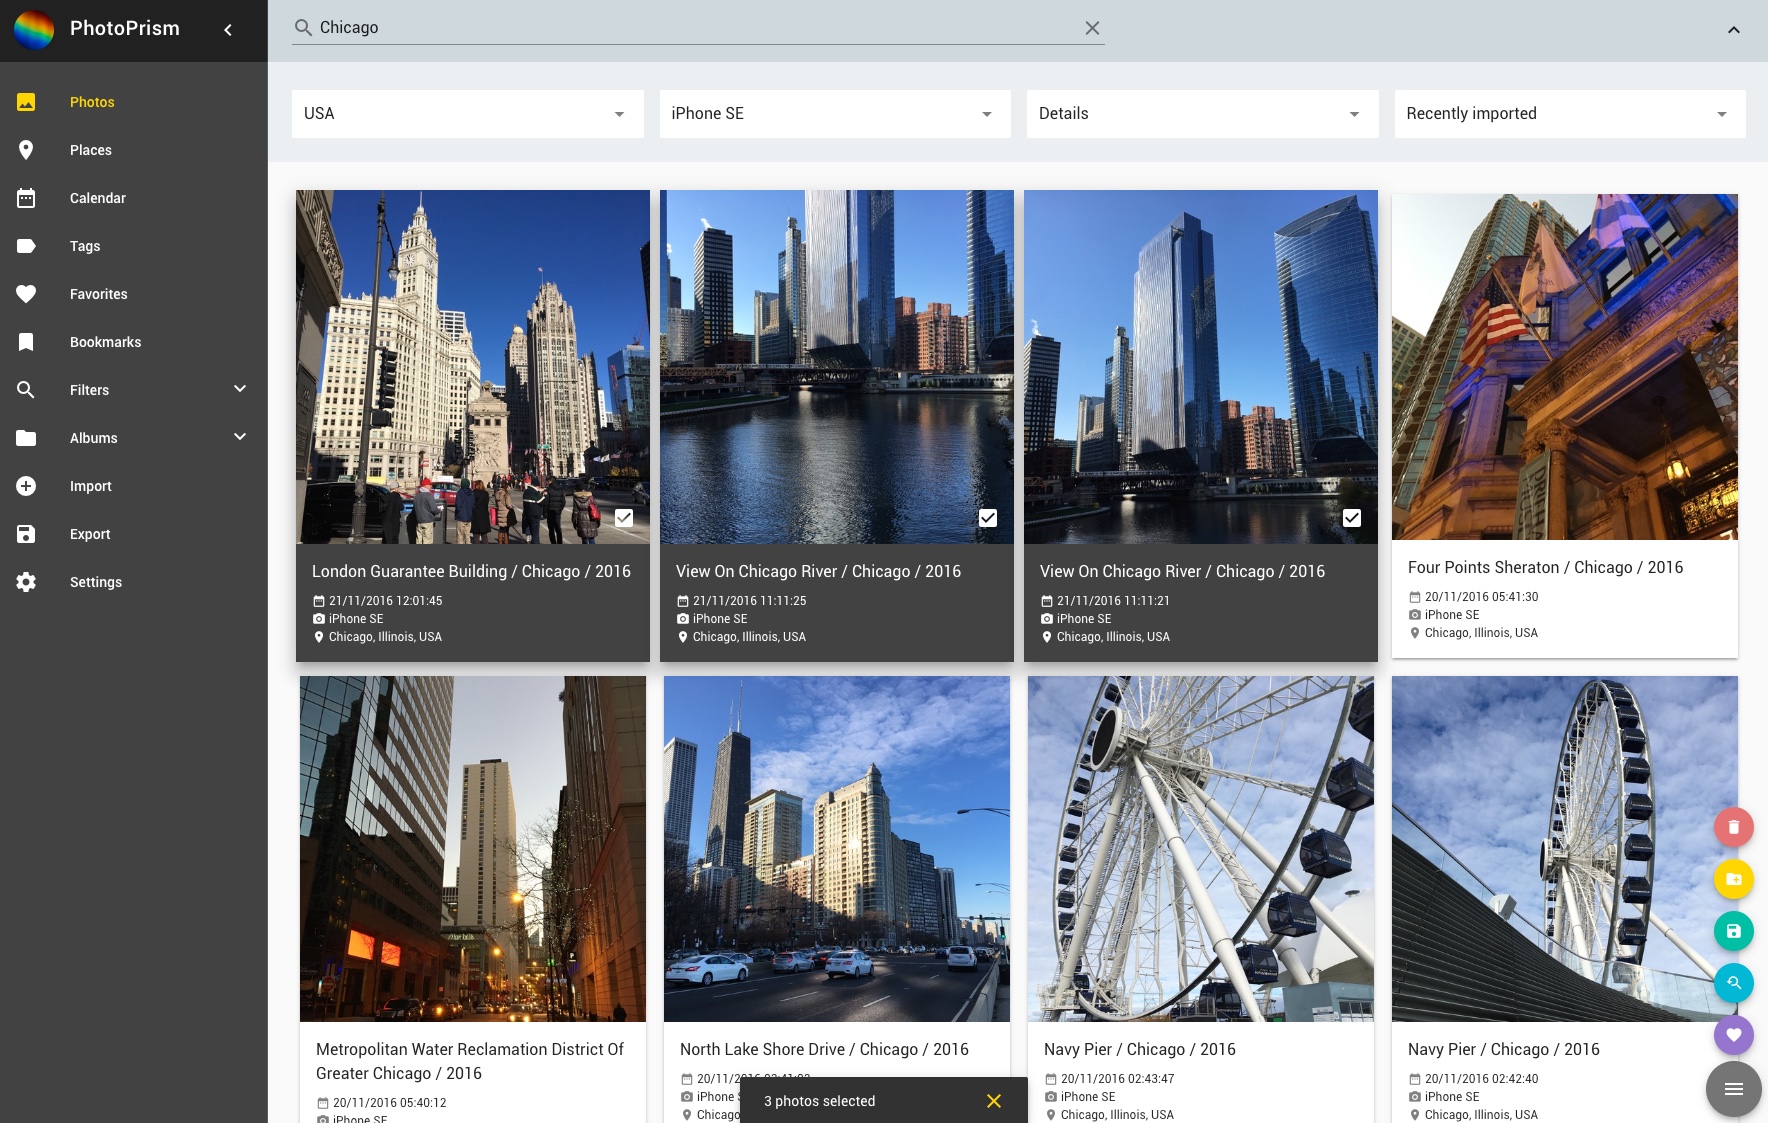 PhotoPrism
Chicago
Photos
Places
Calendar
Tags
Favorites
Bookmarks
Filters
Albums
Import
Export
Settings
USA
iPhone SE
Details
Recently imported
London Guarantee Building / Chicago / 2016
21/11/2016 12:01:45
iPhone SE
Chicago, Illinois, USA
View On Chicago River / Chicago / 2016
21/11/2016 11:11:25
iPhone SE
Chicago, Illinois, USA
View On Chicago River / Chicago / 2016
21/11/2016 11:11:21
iPhone SE
Chicago, Illinois, USA
Four Points Sheraton / Chicago / 2016
20/11/2016 05:41:30
iPhone SE
Chicago, Illinois, USA
Metropolitan Water Reclamation District Of
Greater Chicago / 2016
20/11/2016 05:40:12
iPhone SE
North Lake Shore Drive / Chicago / 2016
iPhone
Navy Pier / Chicago / 2016
20/11/2016 02:43:47
iPhone SE
Chicago, Illinois, USA
Navy Pier / Chicago / 2016
20/11/2016 02:42:40
iPhone SE
Chicago, Illinois, USA
3 photos selected